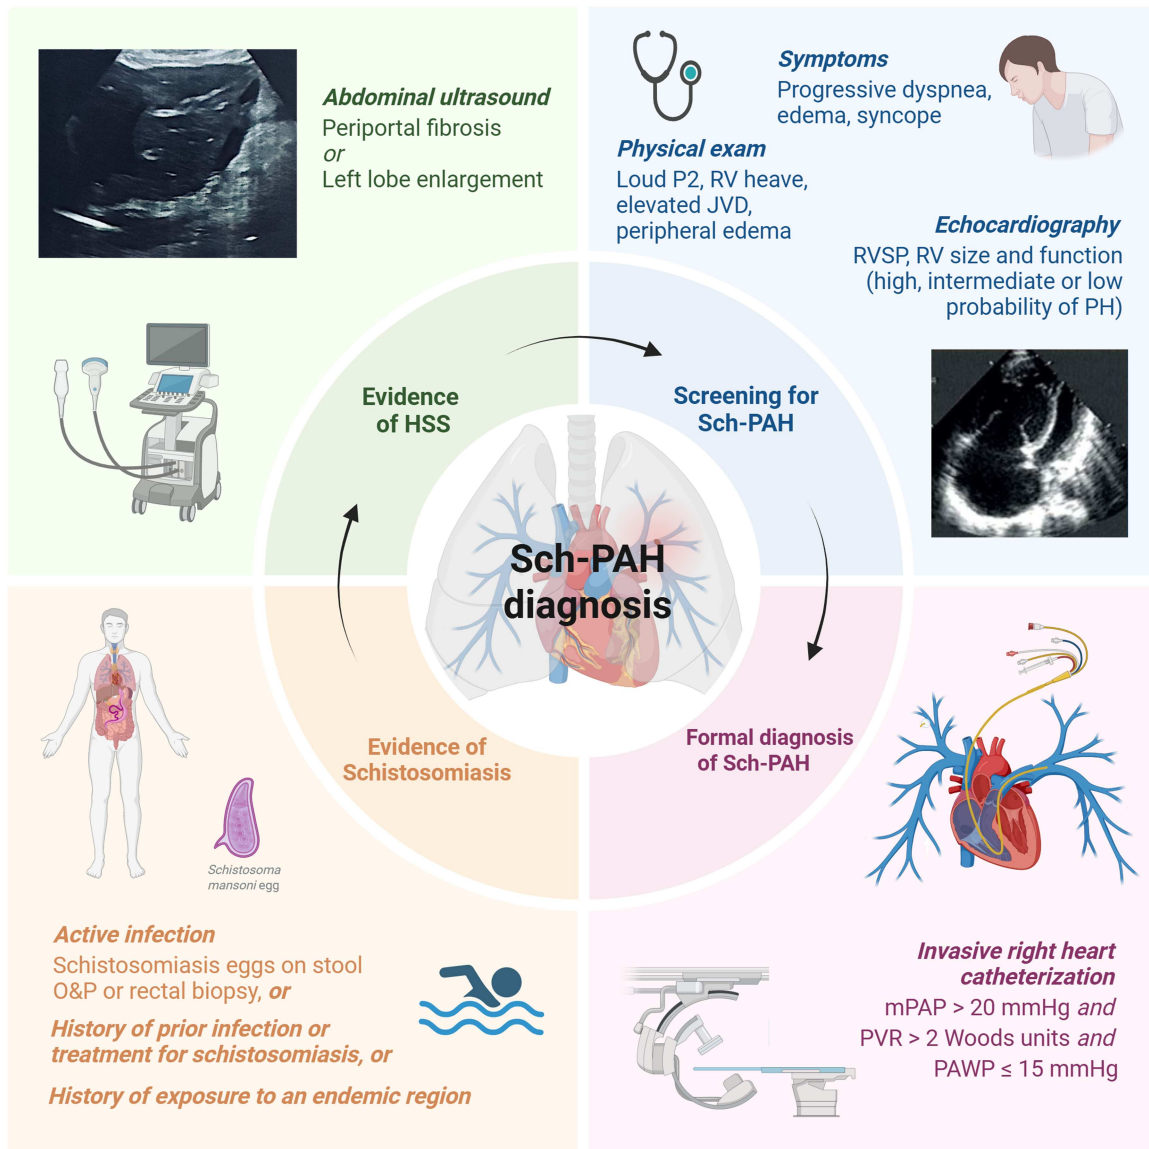 Abdominal ultrasound
Periportal fibrosis
or
Left lobe enlargement
Symptoms
Progressive dyspnea,
edema, syncope
Physical exam
Loud P2, RV heave,
elevated JVD,
peripheral edema
Echocardiography
RVSP, RV size and function
(high, intermediate or low
probability of PH)
Evidence
of HSS
Screening for
Sch-PAH
Sch-PAH
diagnosis
Evidence of
Schistosomiasis
Formal diagnosis
of Sch-PAH
Schistosoma
mansoni egg
Active infection
Schistosomiasis eggs on stool
O&P or rectal biopsy, or
History of prior infection or
treatment for schistosomiasis, or
History of exposure to an endemic region
Invasive right heart
catheterization
mPAP > 20 mmHg and
PVR > 2 Woods units and
PAWP ≤ 15 mmHg